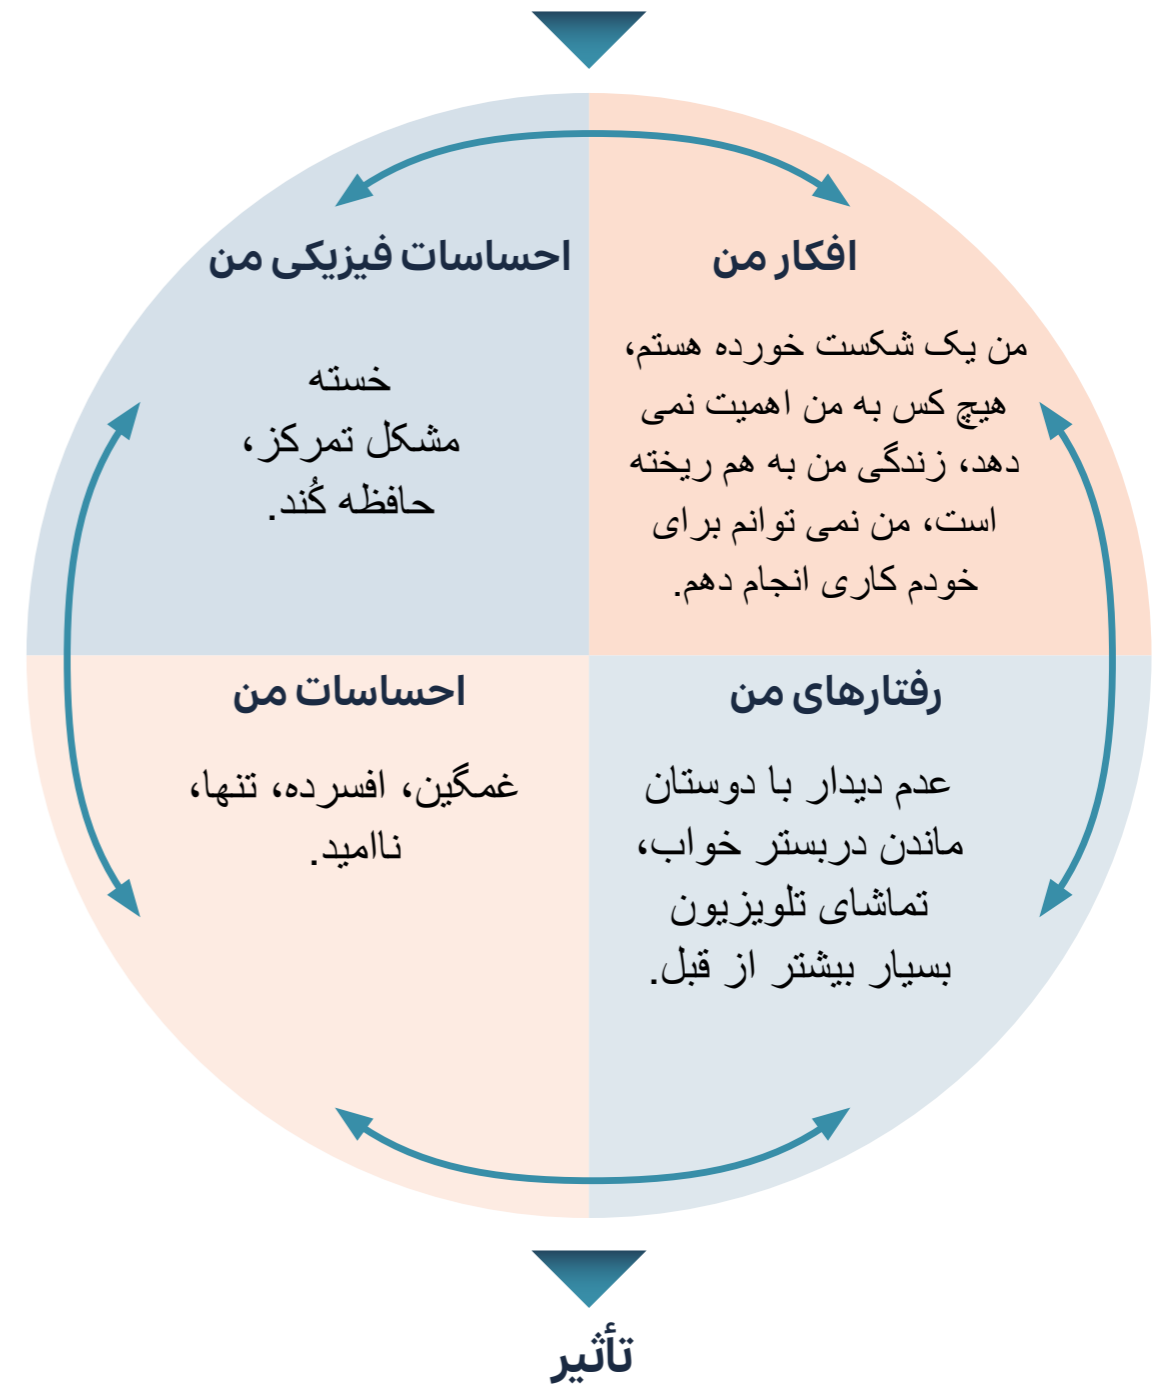 افکار من
من یک شکست خورده هستم،
هیچ کس به من اهمیت نمی
دهد، زندگی من به هم ریخته
است، من نمی توانم برای
خودم کاری انجام دهم.
احساسات فیزیکی من
خسته
مشکل تمرکز،
حافظه کُند.
رفتارهای من
عدم دیدار با دوستان
ماندن دربستر خواب،
تماشای تلویزیون
بسیار بیشتر از قبل.
احساسات من
غمگین، افسرده، تنها،
ناامید.
تأثیر